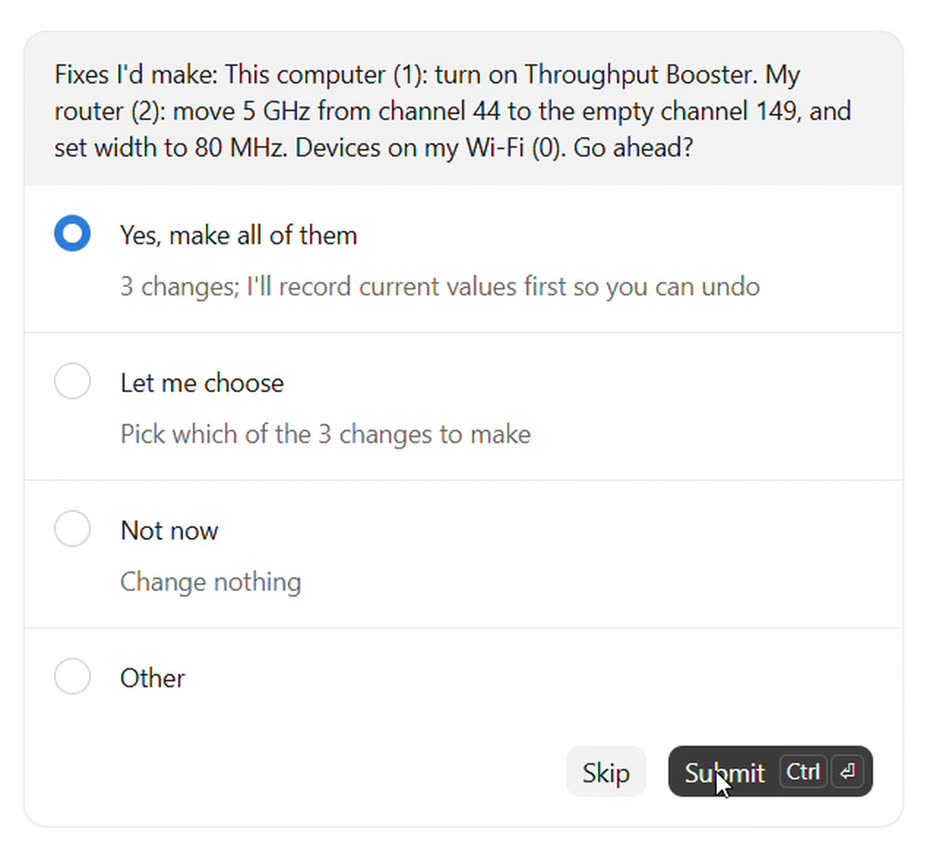 Fixes I'd make: This computer (1): turn on Throughput Booster. My
router (2): move 5 GHz from channel 44 to the empty channel 149, and
set width to 80 MHz. Devices on my Wi-Fi (0). Go ahead?
Yes, make all of them
3 changes; I'll record current values first so you can undo
Let me choose
Pick which of the 3 changes to make
Not now
Change nothing
Other
Skip
Submit Ctrl ⏎